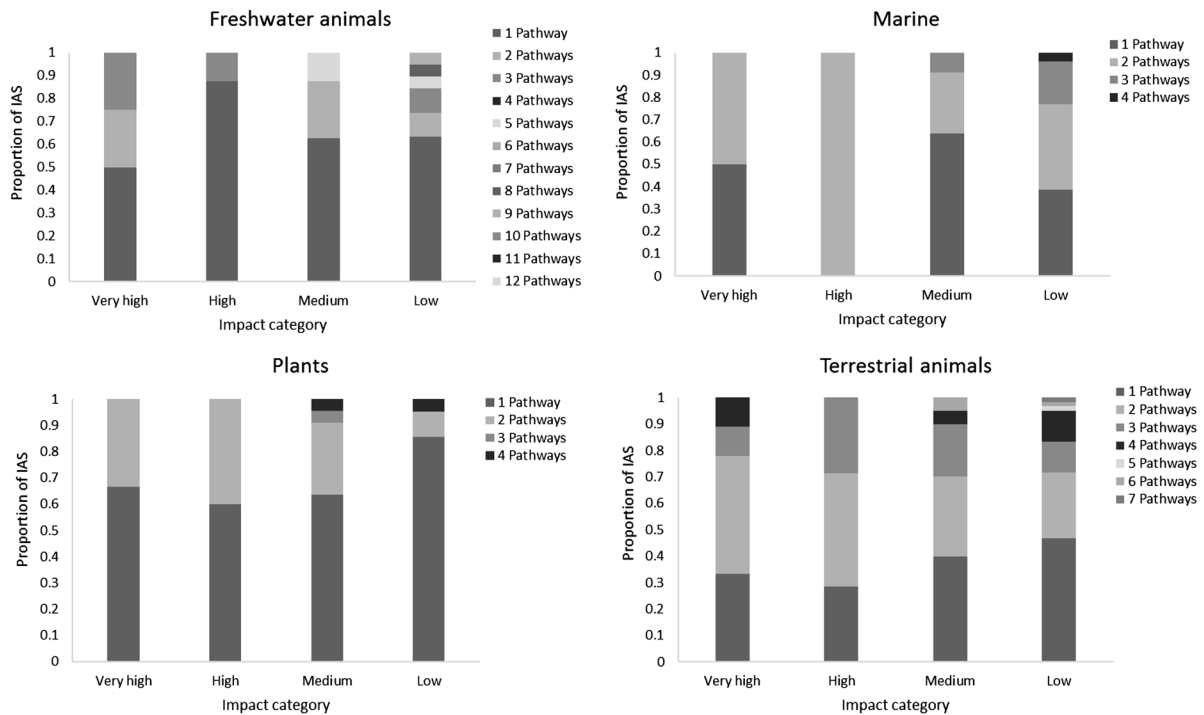 Freshwater animals
Proportion of IAS
1
0.9
0.8
0.7
0.6
0.5
0.4
0.3
0.2
0.1
0
Very high
High
Medium
Low
Impact category
1 Pathway
2 Pathways
3 Pathways
4 Pathways
5 Pathways
6 Pathways
7 Pathways
8 Pathways
9 Pathways
10 Pathways
11 Pathways
12 Pathways
Marine
Proportion of IAS
1
0.9
0.8
0.7
0.6
0.5
0.4
0.3
0.2
0.1
0
Very high
High
Medium
Low
Impact category
1 Pathway
2 Pathways
3 Pathways
4 Pathways
Plants
Proportion of IAS
1
0.9
0.8
0.7
0.6
0.5
0.4
0.3
0.2
0.1
0
Very high
High
Medium
Low
Impact category
1 Pathway
2 Pathways
3 Pathways
4 Pathways
Terrestrial animals
Proportion of IAS
1
0.9
0.8
0.7
0.6
0.5
0.4
0.3
0.2
0.1
0
Very high
High
Medium
Low
Impact category
1 Pathway
2 Pathways
3 Pathways
4 Pathways
5 Pathways
6 Pathways
7 Pathways